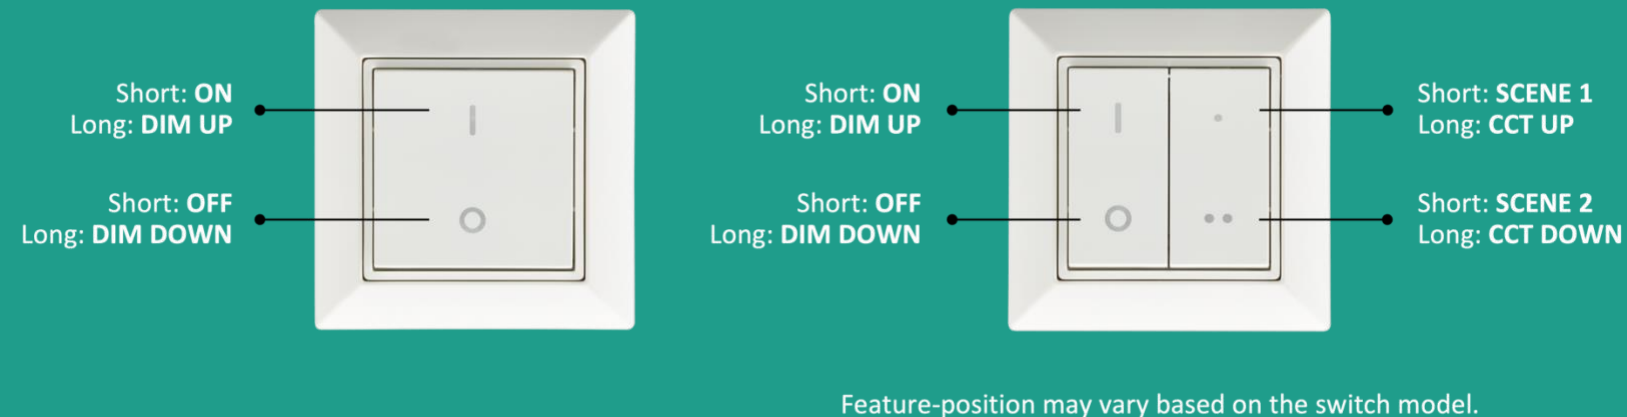 Short: ON
Long: DIM UP
Short: OFF
Long: DIM DOWN
Short: ON
Long: DIM UP
Short: OFF
Long: DIM DOWN
Short: SCENE 1
Long: CCT UP
Short: SCENE 2
Long: CCT DOWN
Feature-position may vary based on the switch model.